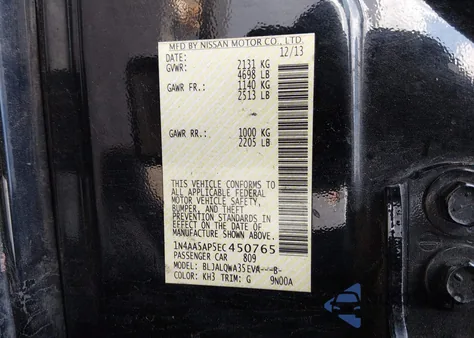 MFD BY NISSAN MOTOR CO., LTD.
DATE: 12/13
GVWR: 2131 KG
4698 LB
GAWR FR.: 1140 KG
2513 LB
GAWR RR.: 1000 KG
2205 LB
THIS VEHICLE CONFORMS TO
ALL APPLICABLE FEDERAL
MOTOR VEHICLE SAFETY,
BUMPER, AND THEFT
PREVENTION STANDARDS IN
EFFECT ON THE DATE OF
MANUFACTURE SHOWN ABOVE.
1N4AA5AP5EC450765
PASSENGER CAR 809
MODEL: BLJALQWA35EVA---B-
COLOR: KH3 TRIM: G 9N00A